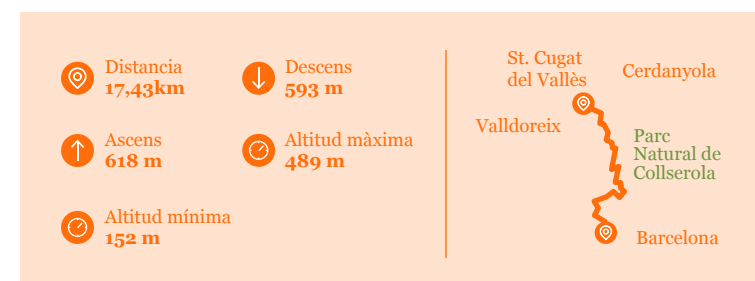 Distancia
17,43km
Descens
593 m
Ascens
618 m
Altitud màxima
489 m
Altitud mínima
152 m
St. Cugat
del Vallès
Cerdanyola
Valldoreix
Parc
Natural de
Collserola
Barcelona